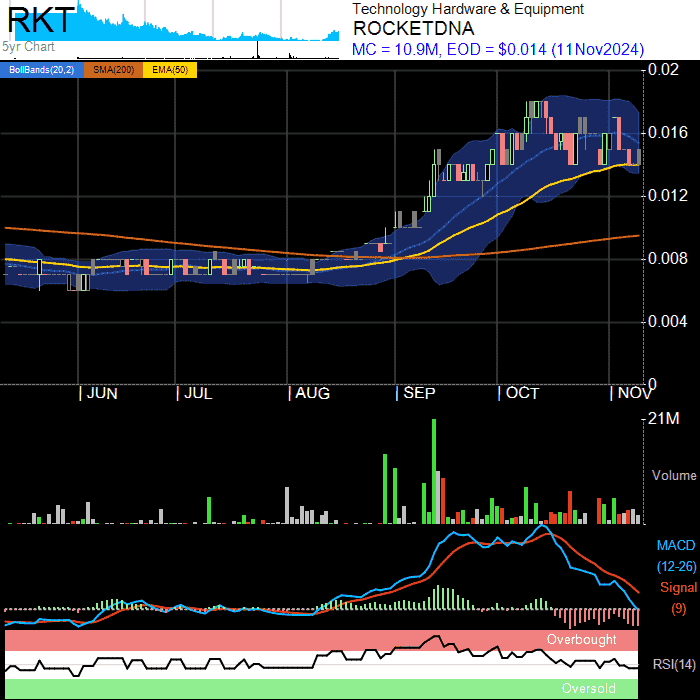 RKT
Technology Hardware & Equipment
ROCKETDNA
5yr Chart
MC = 10.9M, EOD = $0.014 (11Nov2024)
BollBands(20,2) SMA(200) EMA(50)
0.02
0.016
0.012
0.008
0.004
0
JUN JUL AUG SEP OCT NOV
21M
Volume
MACD
(12-26)
Signal
(9)
Overbought
RSI(14)
Oversold